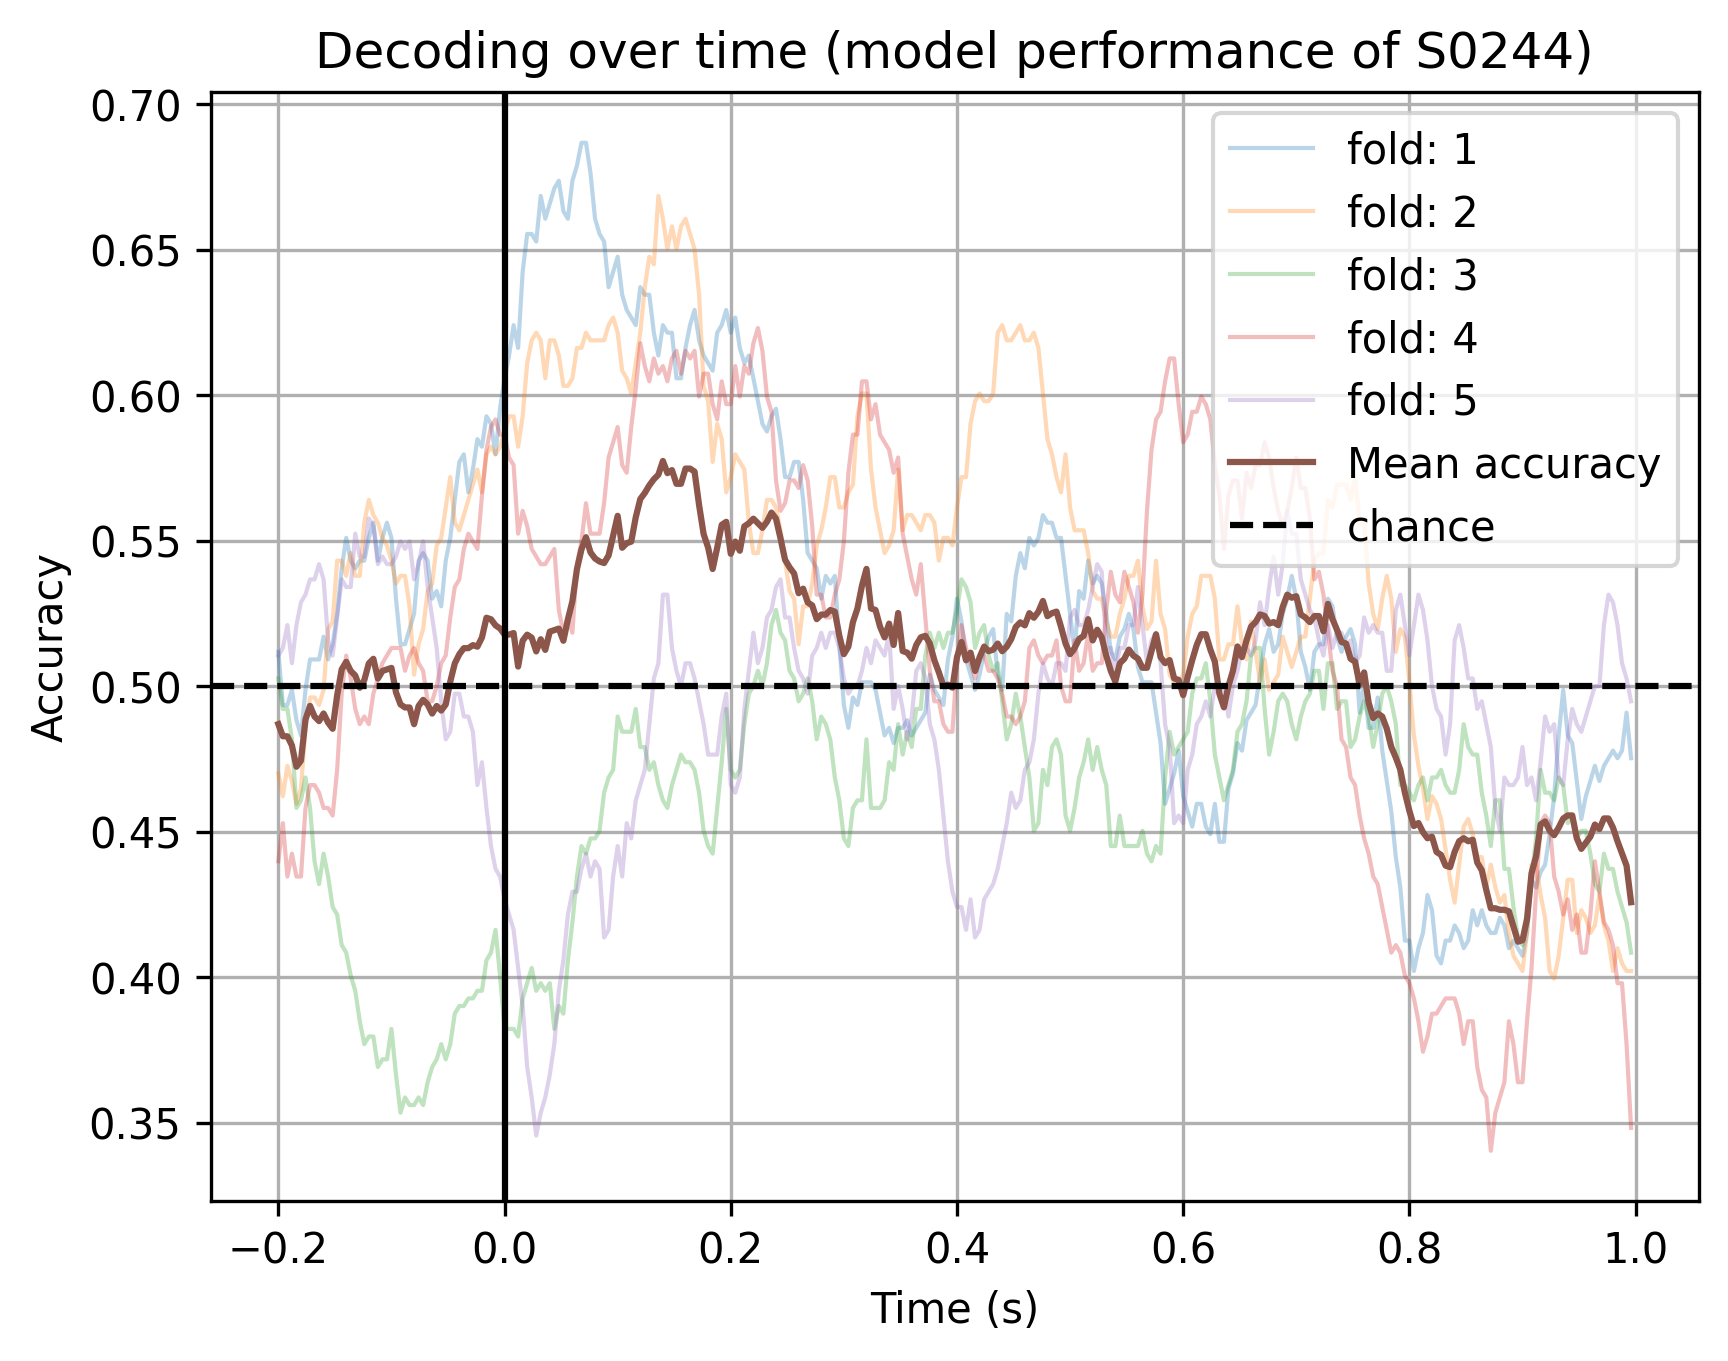 Decoding over time (model performance of S0244)
0.70
0.65
0.60
0.55
0.50
0.45
0.40
0.35
Accuracy
fold: 1
fold: 2
fold: 3
fold: 4
fold: 5
Mean accuracy
chance
−0.2 0.0 0.2 0.4 0.6 0.8 1.0
Time (s)